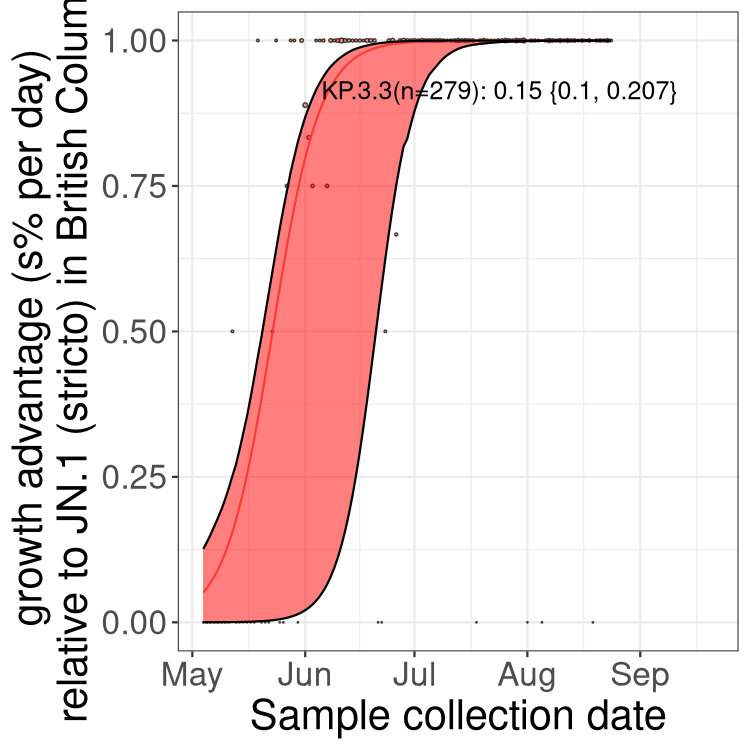 growth advantage (s% per day)
relative to JN.1 (stricto) in British Colum
1.00
0.75
0.50
0.25
0.00
KP.3.3(n=279): 0.15 {0.1, 0.207}
May Jun Jul Aug Sep
Sample collection date